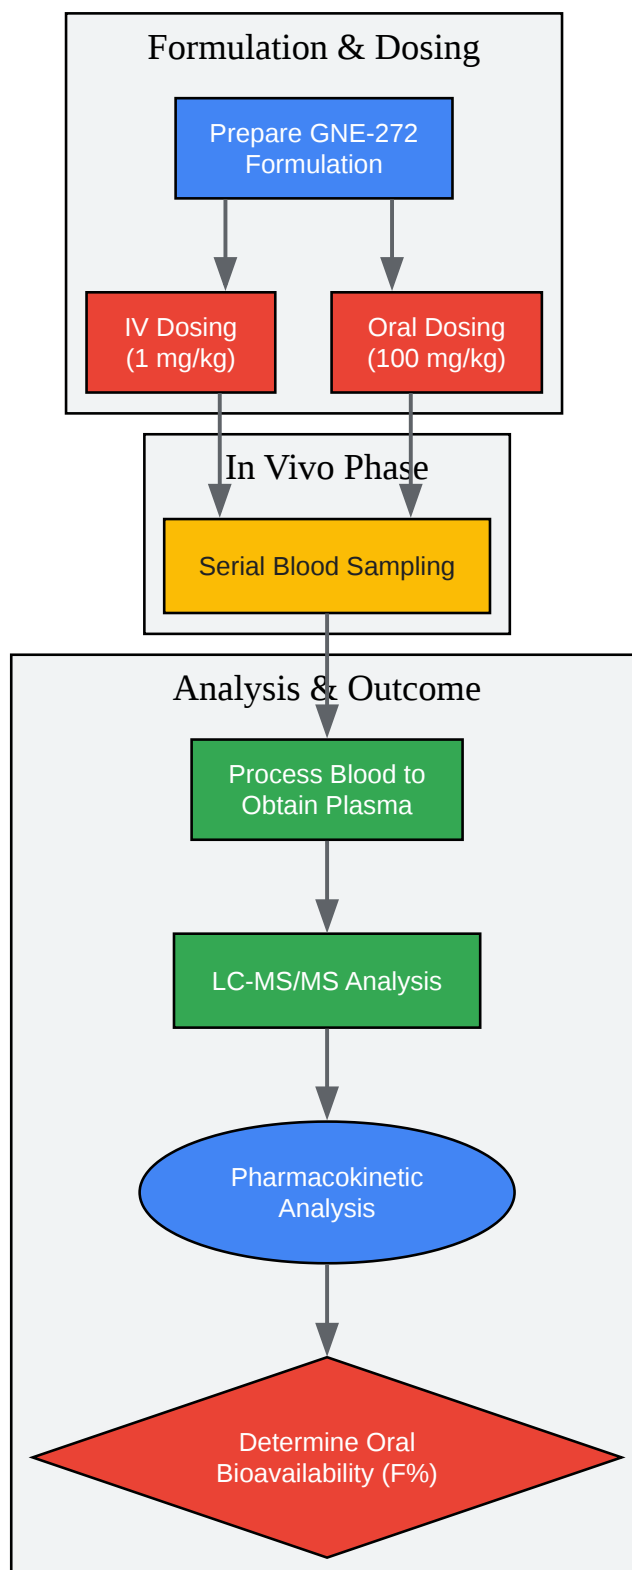 Formulation & Dosing
Prepare GNE-272
Formulation
IV Dosing
(1 mg/kg)
Oral Dosing
(100 mg/kg)
In Vivo Phase
Serial Blood Sampling
Analysis & Outcome
Process Blood to
Obtain Plasma
LC-MS/MS Analysis
Pharmacokinetic
Analysis
Determine Oral
Bioavailability (F%)